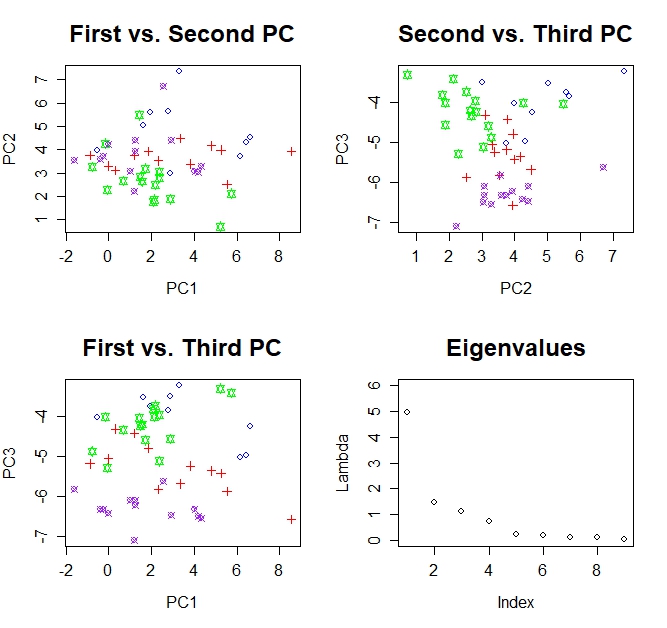 First vs. Second PC
7
6
5
4
3
2
1
PC2
-2 0 2 4 6 8
PC1
Second vs. Third PC
-4
-5
-6
-7
PC3
1 2 3 4 5 6 7
PC2
First vs. Third PC
-4
-5
-6
-7
PC3
-2 0 2 4 6 8
PC1
Eigenvalues
6
5
4
3
2
1
0
Lambda
2 4 6 8
Index